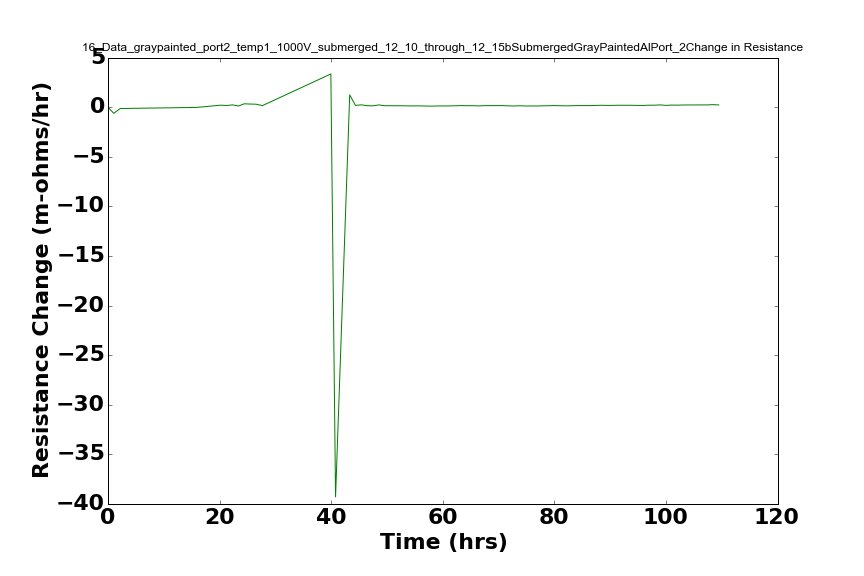 16_Data_graypainted_port2_temp1_1000V_submerged_12_10_through_12_15bSubmergedGrayPaintedAlPort_2Change in Resistance
5
0
−5
−10
−15
−20
−25
−30
−35
−40
Resistance Change (m-ohms/hr)
0 20 40 60 80 100 120
Time (hrs)